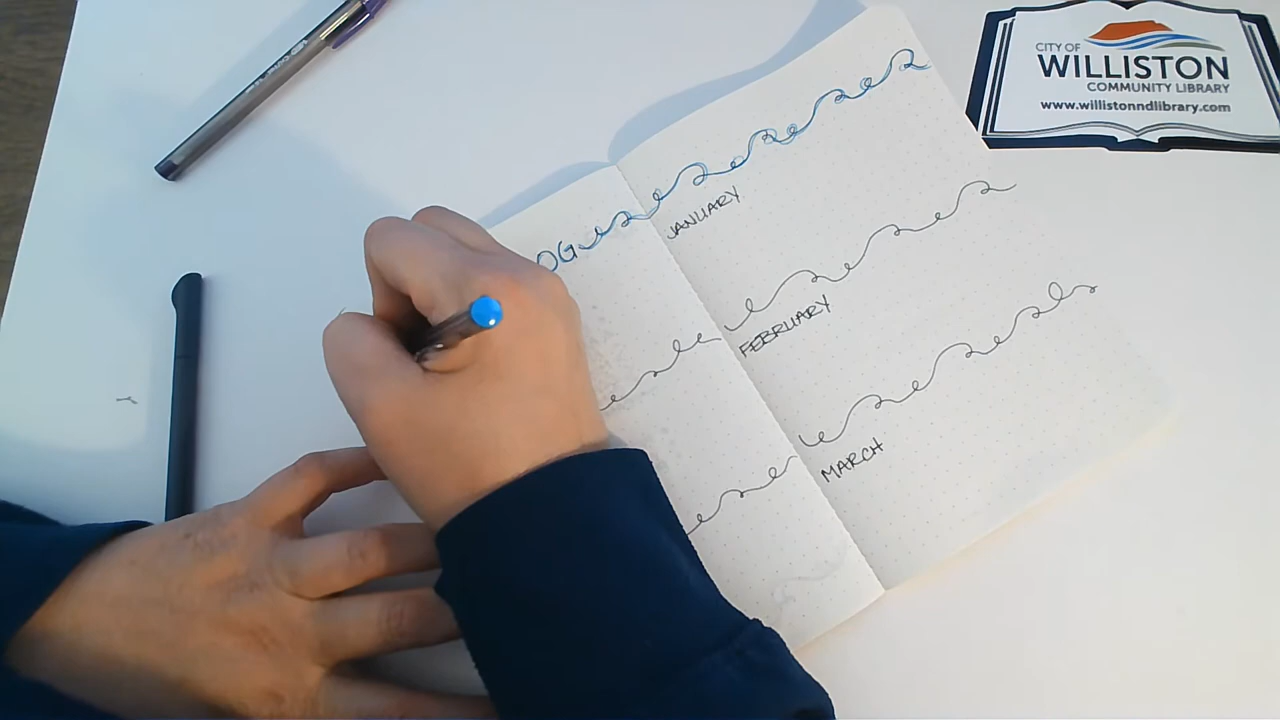 CITY OF
WILLISTON
COMMUNITY LIBRARY
www.willistonndlibrary.com
OG
JANUARY
FEBRUARY
MARCH